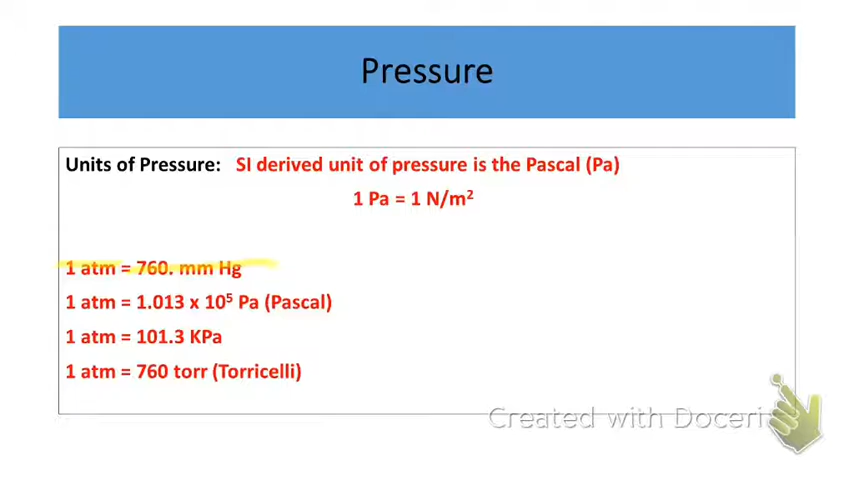 Pressure
Units of Pressure: SI derived unit of pressure is the Pascal (Pa)
1 Pa = 1 N/m²
1 atm = 760. mm Hg
1 atm = 1.013 x 10⁵ Pa (Pascal)
1 atm = 101.3 KPa
1 atm = 760 torr (Torricelli)
Created with Doceri